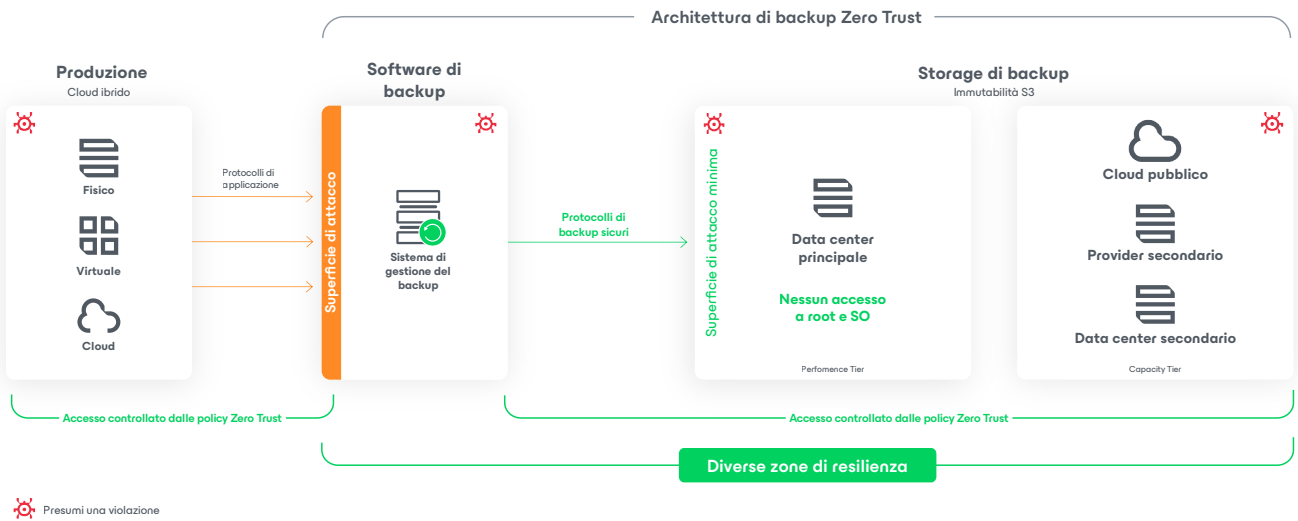 Architettura di backup Zero Trust
Produzione
Cloud ibrido
Software di
backup
Storage di backup
Immutabilità S3
Fisico
Virtuale
Cloud
Protocolli di
applicazione
Superficie di attacco
Sistema di
gestione del
backup
Protocolli di
backup sicuri
Superficie di attacco minima
Data center
principale
Nessun accesso
a root e SO
Perfomence Tier
Cloud pubblico
Provider secondario
Data center secondario
Capacity Tier
Accesso controllato dalle policy Zero Trust
Accesso controllato dalle policy Zero Trust
Diverse zone di resilienza
Presumi una violazione